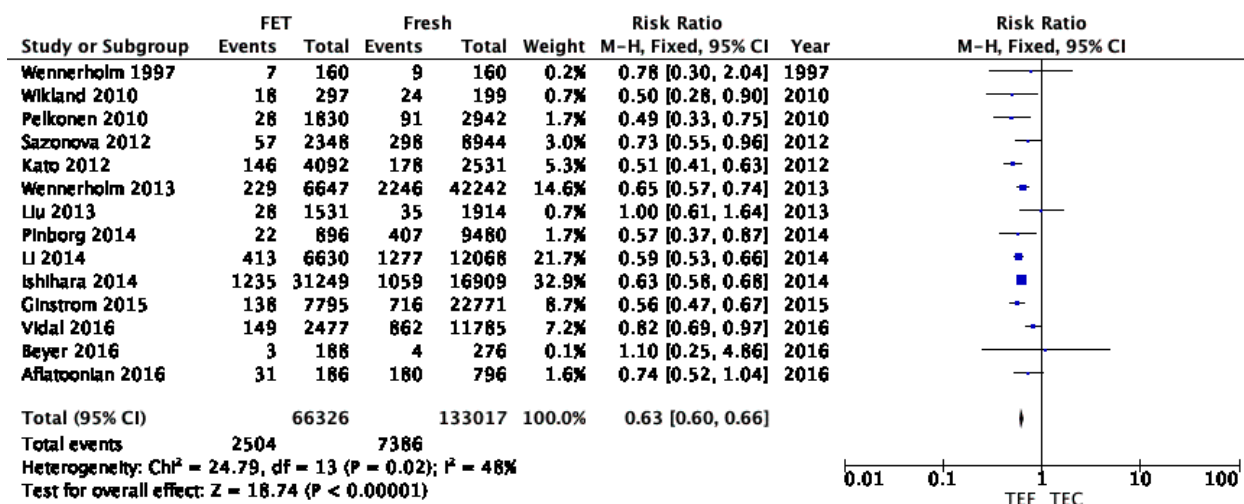 FET Fresh Risk Ratio Risk Ratio
Study or Subgroup Events Total Events Total Weight M-H, Fixed, 95% CI Year M-H, Fixed, 95% CI
Wennerholm 1997 7 160 9 160 0.2% 0.78 [0.30, 2.04] 1997
Wikland 2010 18 297 24 199 0.7% 0.50 [0.28, 0.90] 2010
Pelkonen 2010 28 1830 91 2942 1.7% 0.49 [0.33, 0.75] 2010
Sazonova 2012 57 2348 298 8944 3.0% 0.73 [0.55, 0.96] 2012
Kato 2012 146 4092 178 2531 5.3% 0.51 [0.41, 0.63] 2012
Wennerholm 2013 229 6647 2246 42242 14.6% 0.65 [0.57, 0.74] 2013
Liu 2013 28 1531 35 1914 0.7% 1.00 [0.61, 1.64] 2013
Pinborg 2014 22 896 407 9480 1.7% 0.57 [0.37, 0.87] 2014
Li 2014 413 6630 1277 12068 21.7% 0.59 [0.53, 0.66] 2014
Ishihara 2014 1235 31249 1059 16909 32.9% 0.63 [0.58, 0.68] 2014
Ginstrom 2015 138 7795 716 22771 8.7% 0.56 [0.47, 0.67] 2015
Vidal 2016 149 2477 862 11785 7.2% 0.82 [0.69, 0.97] 2016
Beyer 2016 3 188 4 276 0.1% 1.10 [0.25, 4.86] 2016
Aflatoonian 2016 31 186 180 796 1.6% 0.74 [0.52, 1.04] 2016
Total (95% CI) 66326 133017 100.0% 0.63 [0.60, 0.66]
Total events 2504 7386
Heterogeneity: Chi² = 24.79, df = 13 (P = 0.02); I² = 48%
Test for overall effect: Z = 18.74 (P < 0.00001)
0.01 0.1 1 10 100
TEF TEC